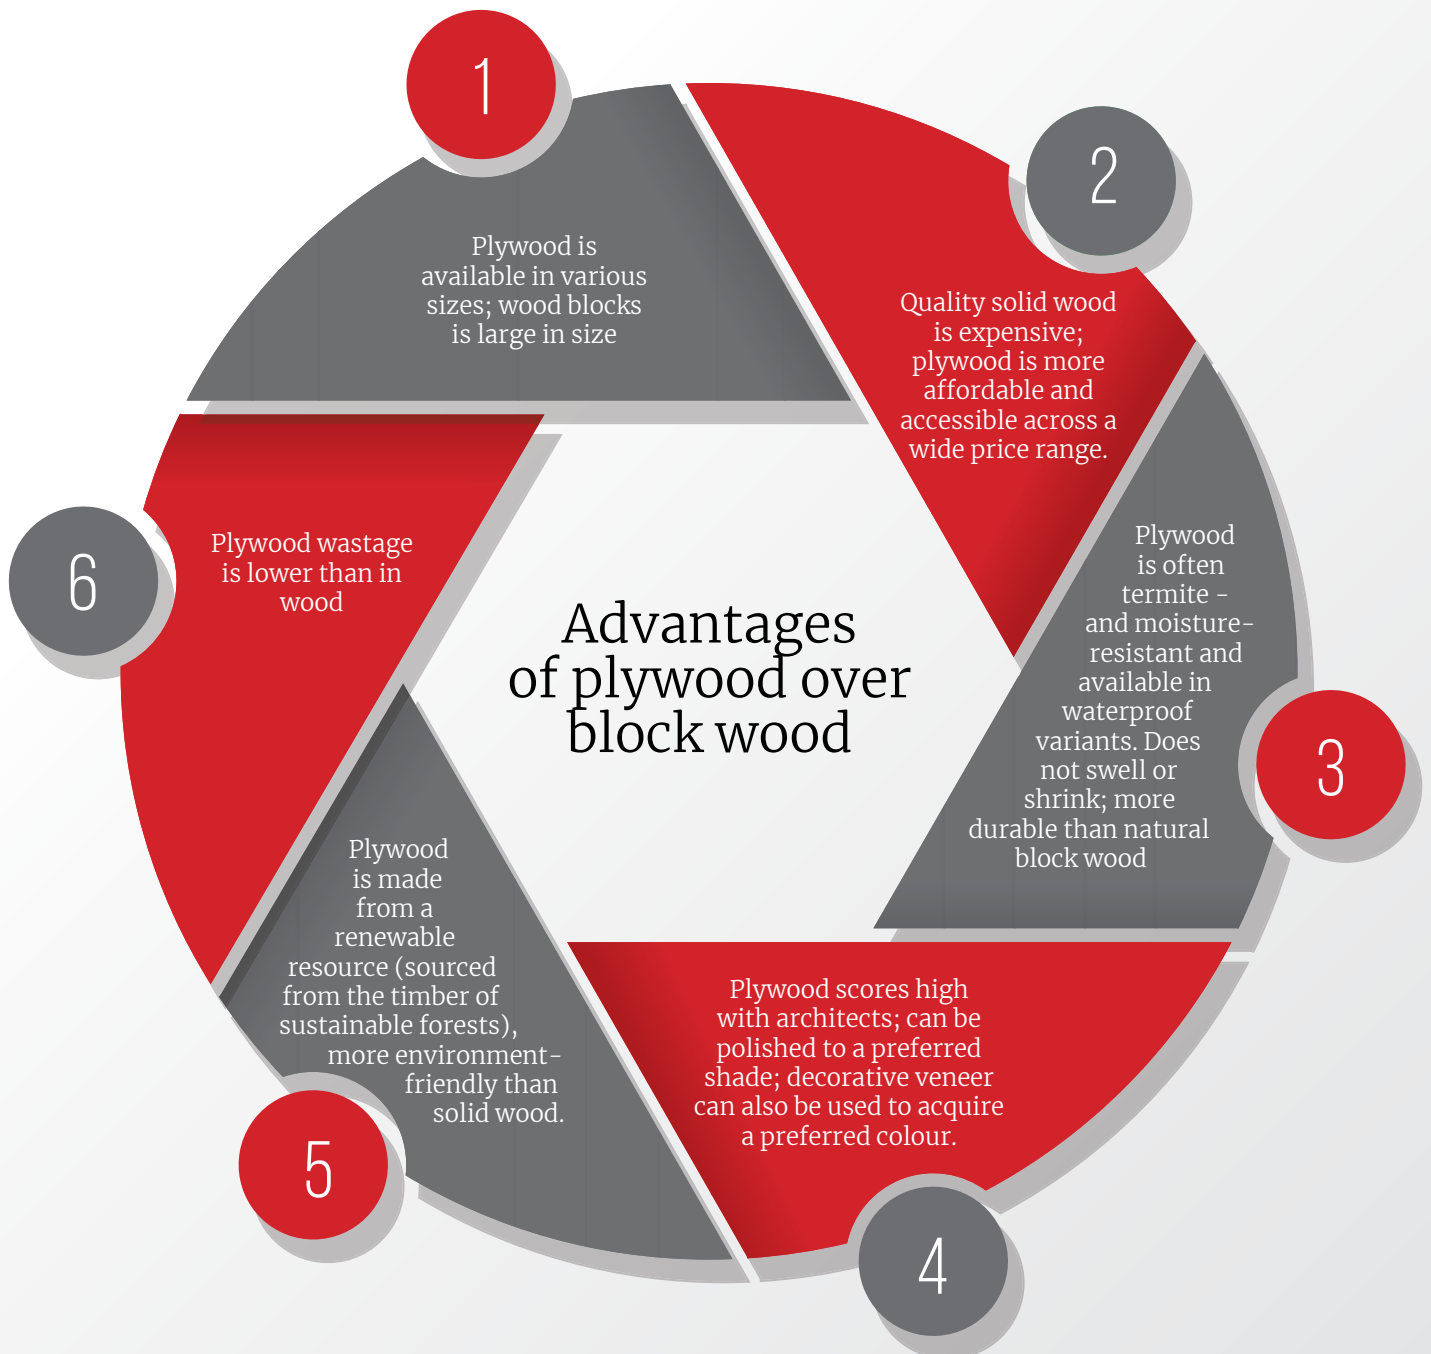 1
Plywood is
available in various
sizes; wood blocks
is large in size
2
Quality solid wood
is expensive;
plywood is more
affordable and
accessible across a
wide price range.
3
Plywood
is often
termite -
and moisture-
resistant and
available in
waterproof
variants. Does
not swell or
shrink; more
durable than natural
block wood
4
Plywood scores high
with architects; can be
polished to a preferred
shade; decorative veneer
can also be used to acquire
a preferred colour.
5
Plywood
is made
from a
renewable
resource (sourced
from the timber of
sustainable forests),
more environment-
friendly than
solid wood.
6
Plywood wastage
is lower than in
wood
Advantages
of plywood over
block wood